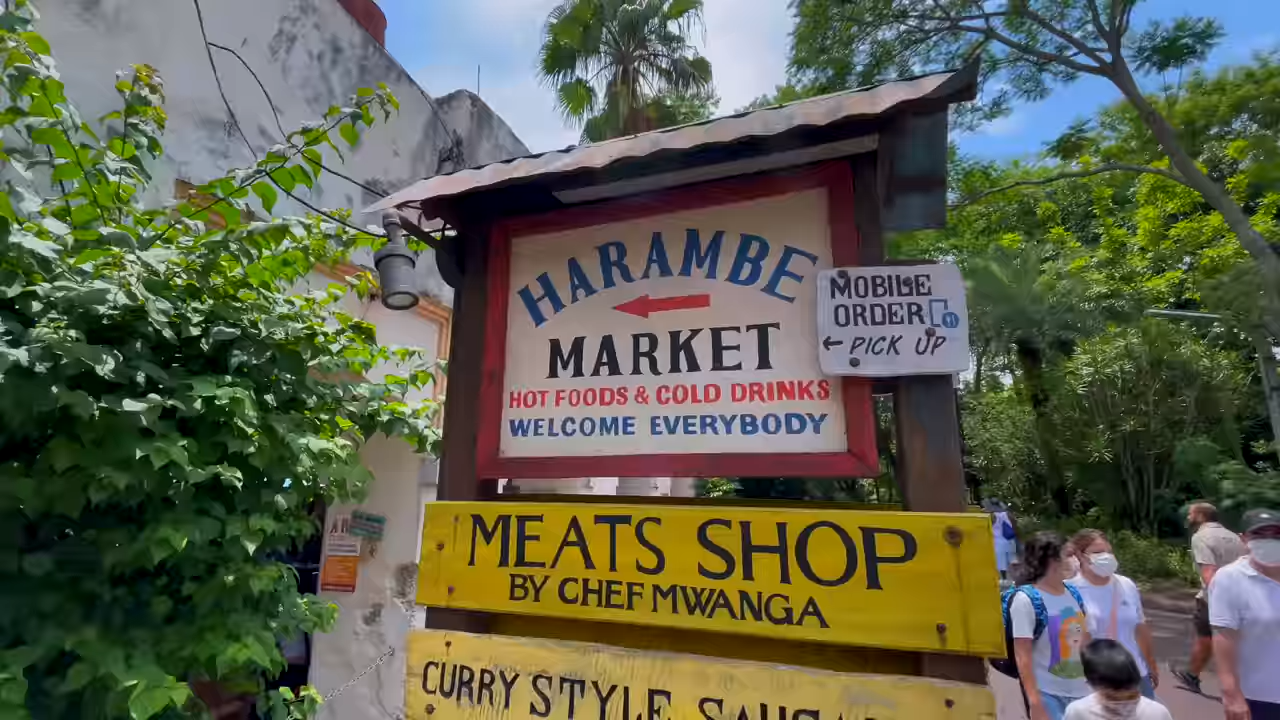 HARAMBE
MARKET
HOT FOODS & COLD DRINKS
WELCOME EVERYBODY
MOBILE
ORDER
← PICK UP
MEATS SHOP
BY CHEF MWANGA
CURRY STYLE